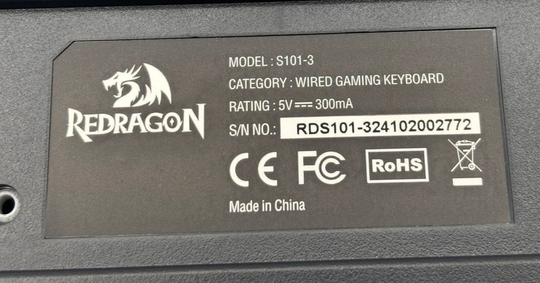 REDRAGON
MODEL : S101-3
CATEGORY : WIRED GAMING KEYBOARD
RATING : 5V⎓300mA
S/N NO.: RDS101-324102002772
CE FC RoHS
Made in China